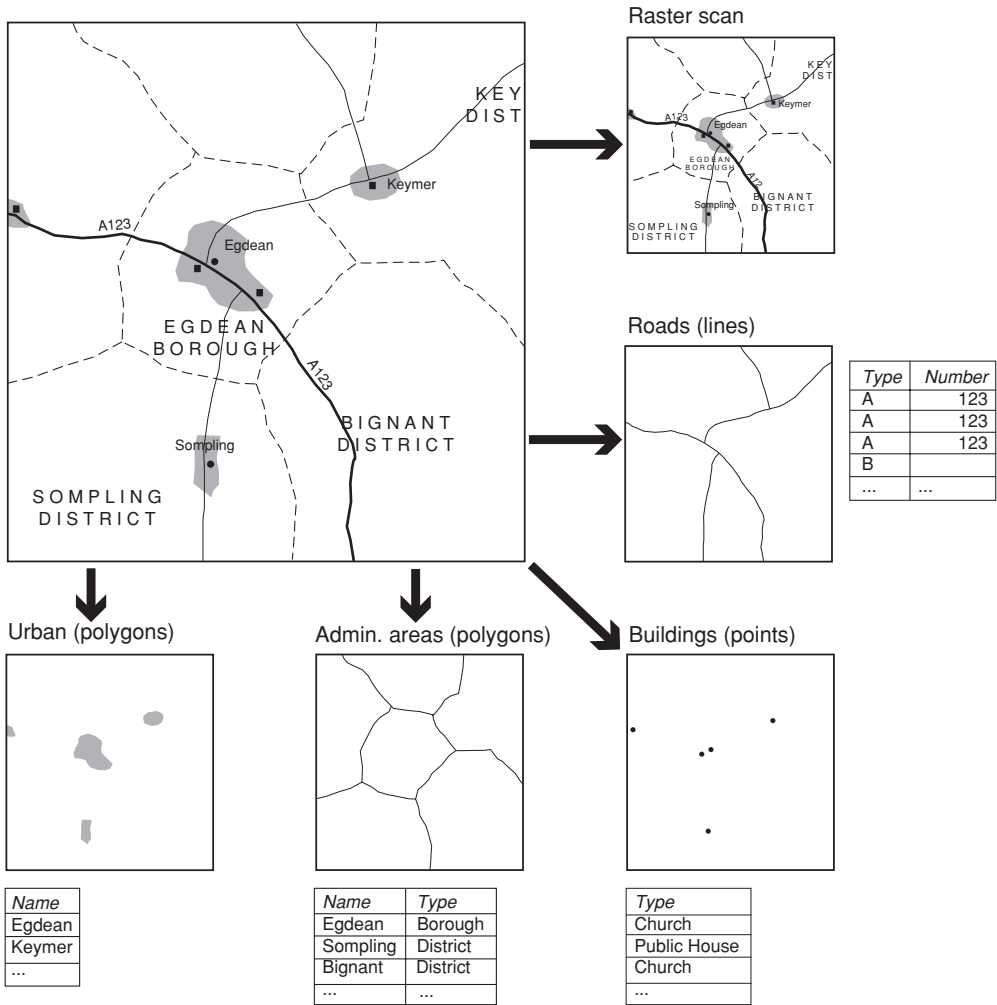 KEY
DIST
Keymer
A123
Egdean
EGDEAN
BOROUGH
A123
BIGNANT
DISTRICT
Sompling
SOMPLING
DISTRICT
Raster scan
KEY
DIST
Keymer
A123
Egdean
EGDEAN
BOROUGH
A12
BIGNANT
DISTRICT
Sompling
SOMPLING
DISTRICT
Roads (lines)
Type Number
A 123
A 123
A 123
B
... ...
Urban (polygons)
Name
Egdean
Keymer
...
Admin. areas (polygons)
Name Type
Egdean Borough
Sompling District
Bignant District
... ...
Buildings (points)
Type
Church
Public House
Church
...